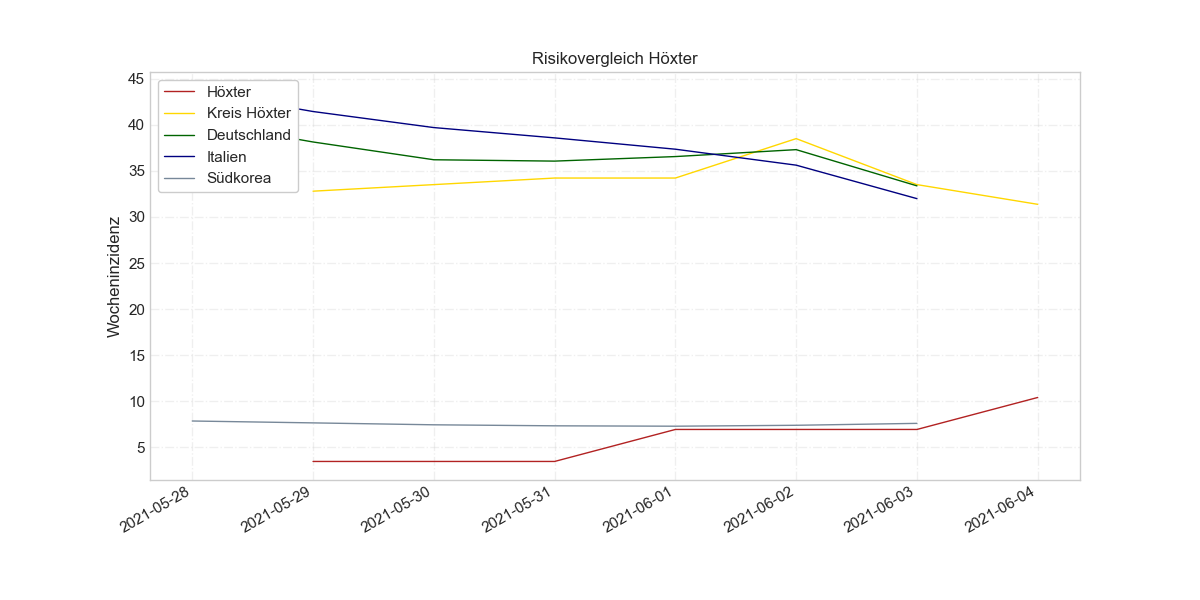 Risikovergleich Höxter
Höxter
Kreis Höxter
Deutschland
Italien
Südkorea
Wocheninzidenz
45
40
35
30
25
20
15
10
5
2021-05-28
2021-05-29
2021-05-30
2021-05-31
2021-06-01
2021-06-02
2021-06-03
2021-06-04